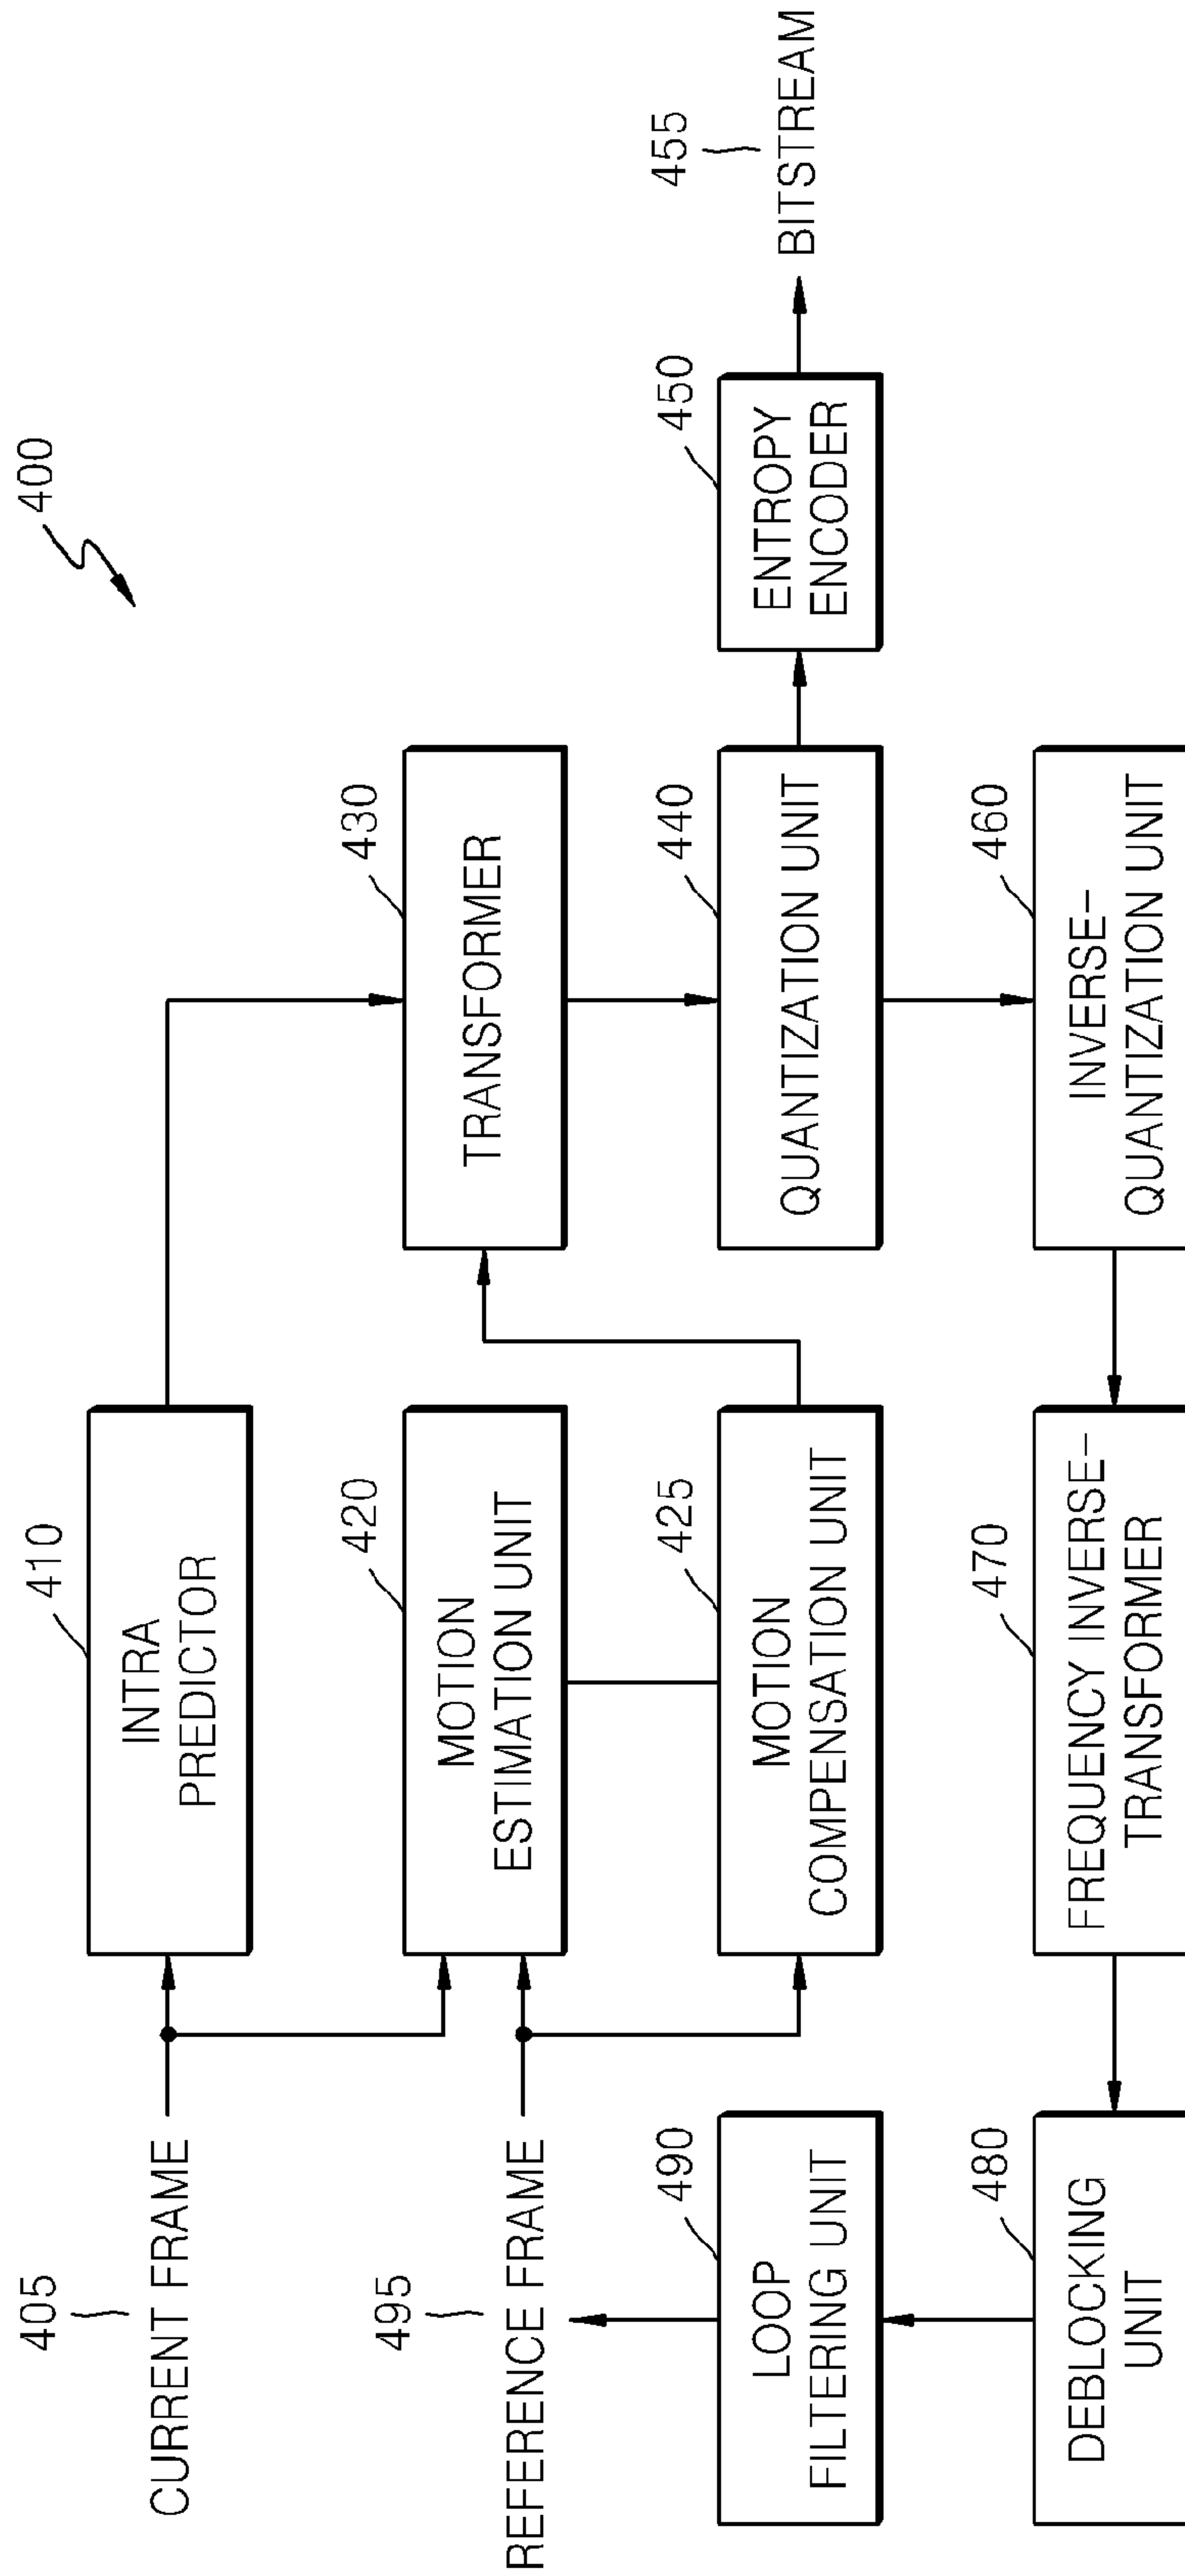 400
405
CURRENT FRAME
410
INTRA
PREDICTOR
495
REFERENCE FRAME
420
MOTION
ESTIMATION UNIT
430
TRANSFORMER
490
LOOP
FILTERING UNIT
425
MOTION
COMPENSATION UNIT
440
QUANTIZATION UNIT
450
ENTROPY
ENCODER
455
BITSTREAM
480
DEBLOCKING
UNIT
470
FREQUENCY INVERSE-
TRANSFORMER
460
INVERSE-
QUANTIZATION UNIT